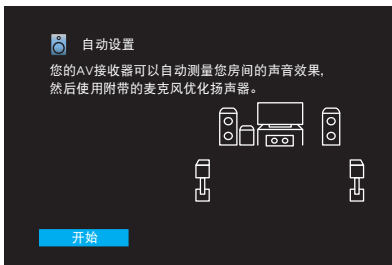 自动设置
您的AV接收器可以自动测量您房间的声音效果,
然后使用附带的麦克风优化扬声器。
开始